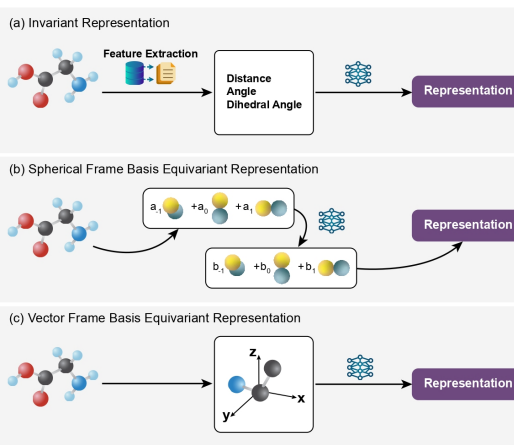 (a) Invariant Representation
Feature Extraction
Distance
Angle
Dihedral Angle
Representation
(b) Spherical Frame Basis Equivariant Representation
a-1 +a0 +a1
b-1 +b0 +b1
Representation
(c) Vector Frame Basis Equivariant Representation
z
x
y
Representation